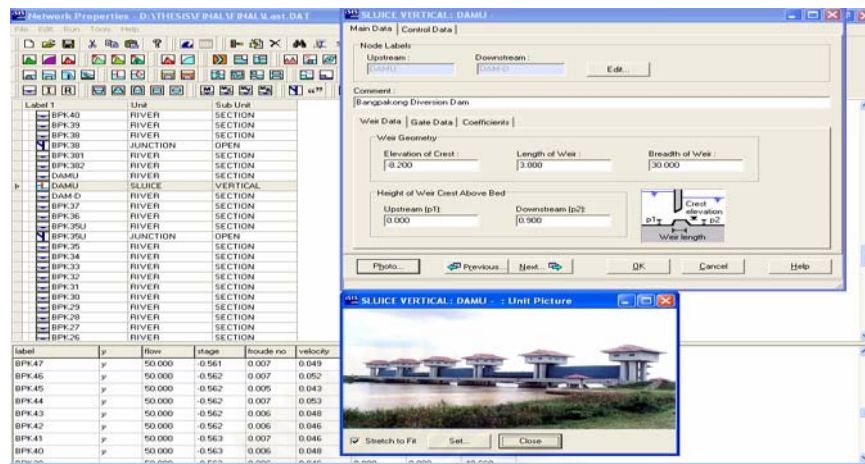 Network Properties - D:\THESIS\FINAL\FINAL\Last.DAT
File Edit Run Tools Help
Label 1 Unit Sub Unit
BPK40 RIVER SECTION
BPK39 RIVER SECTION
BPK38 RIVER SECTION
BPK38 JUNCTION OPEN
BPK381 RIVER SECTION
BPK382 RIVER SECTION
DAMU RIVER SECTION
DAMU SLUICE VERTICAL
DAM-D RIVER SECTION
BPK37 RIVER SECTION
BPK36 RIVER SECTION
BPK35U RIVER SECTION
BPK35U JUNCTION OPEN
BPK35 RIVER SECTION
BPK34 RIVER SECTION
BPK33 RIVER SECTION
BPK32 RIVER SECTION
BPK31 RIVER SECTION
BPK30 RIVER SECTION
BPK29 RIVER SECTION
BPK28 RIVER SECTION
BPK27 RIVER SECTION
BPK26 RIVER SECTION
label y flow stage froude no velocity
BPK47 y 50.000 -0.561 0.007 0.049
BPK46 y 50.000 -0.562 0.007 0.052
BPK45 y 50.000 -0.562 0.005 0.043
BPK44 y 50.000 -0.562 0.007 0.053
BPK43 y 50.000 -0.562 0.006 0.048
BPK42 y 50.000 -0.562 0.006 0.046
BPK41 y 50.000 -0.563 0.007 0.046
BPK40 y 50.000 -0.563 0.006 0.048
SLUICE VERTICAL: DAMU -
Main Data Control Data
Node Labels
Upstream : Downstream :
DAMU DAM-D Edit...
Comment :
Bangpakong Diversion Dam
Weir Data Gate Data Coefficients
Weir Geometry
Elevation of Crest : Length of Weir : Breadth of Weir :
-8.200 3.000 30.000
Height of Weir Crest Above Bed
Upstream (p1): Downstream (p2):
0.000 0.900
Crest
elevation
p1 p2
Weir length
Photo... Previous... Next... OK Cancel Help
SLUICE VERTICAL: DAMU - : Unit Picture
Stretch to Fit Set... Close